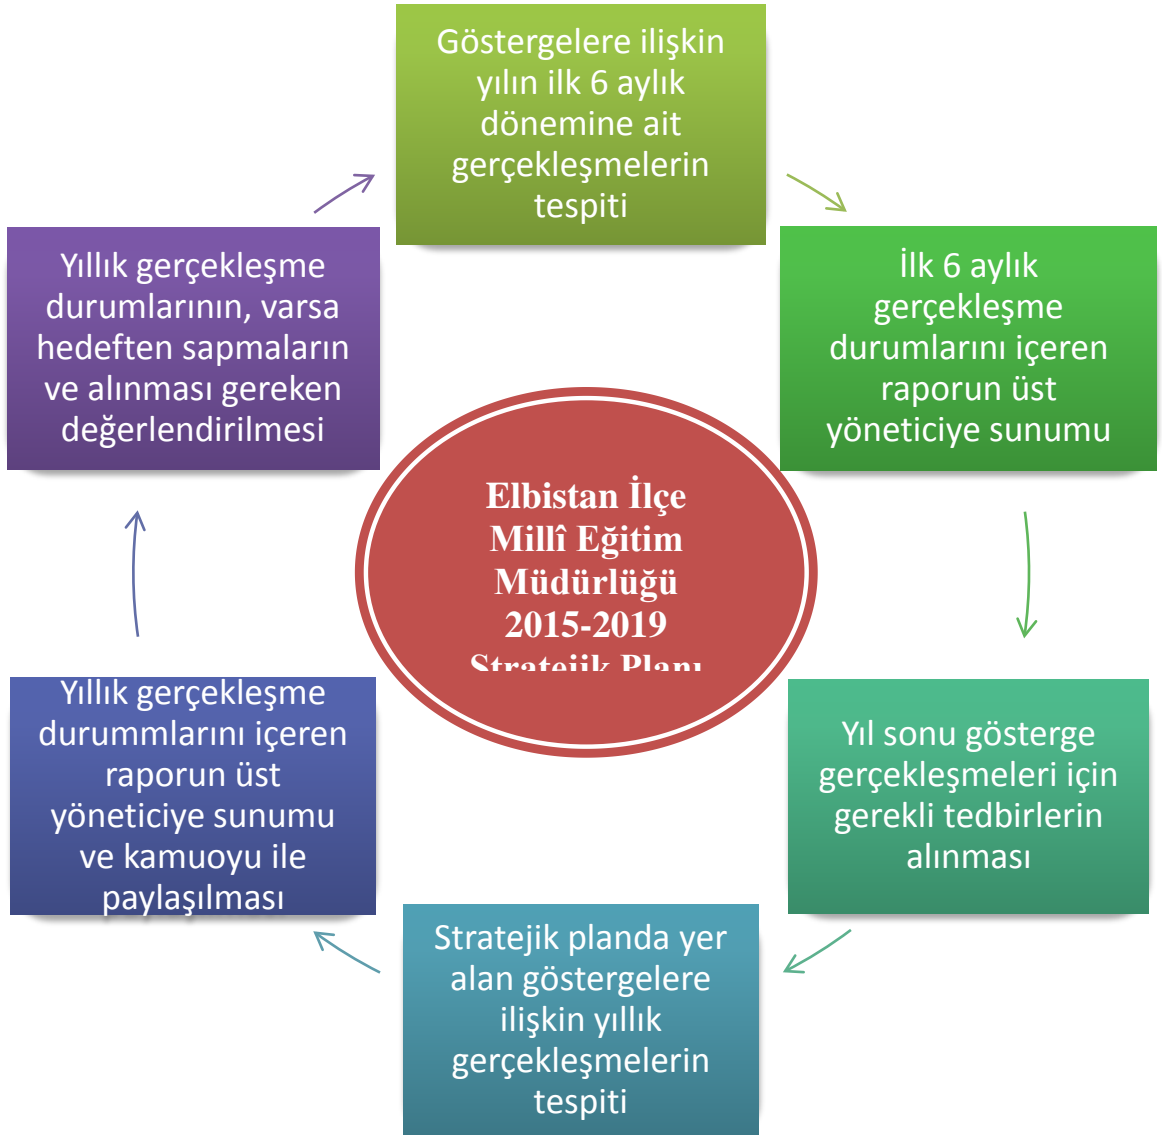 Göstergelere ilişkin
yılın ilk 6 aylık
dönemine ait
gerçekleşmelerin
tespiti
İlk 6 aylık
gerçekleşme
durumlarını içeren
raporun üst
yöneticiye sunumu
Yıl sonu gösterge
gerçekleşmeleri için
gerekli tedbirlerin
alınması
Stratejik planda yer
alan göstergelere
ilişkin yıllık
gerçekleşmelerin
tespiti
Yıllık gerçekleşme
durummlarını içeren
raporun üst
yöneticiye sunumu
ve kamuoyu ile
paylaşılması
Yıllık gerçekleşme
durumlarının, varsa
hedeften sapmaların
ve alınması gereken
değerlendirilmesi
Elbistan İlçe
Millî Eğitim
Müdürlüğü
2015-2019
Stratejik Planı